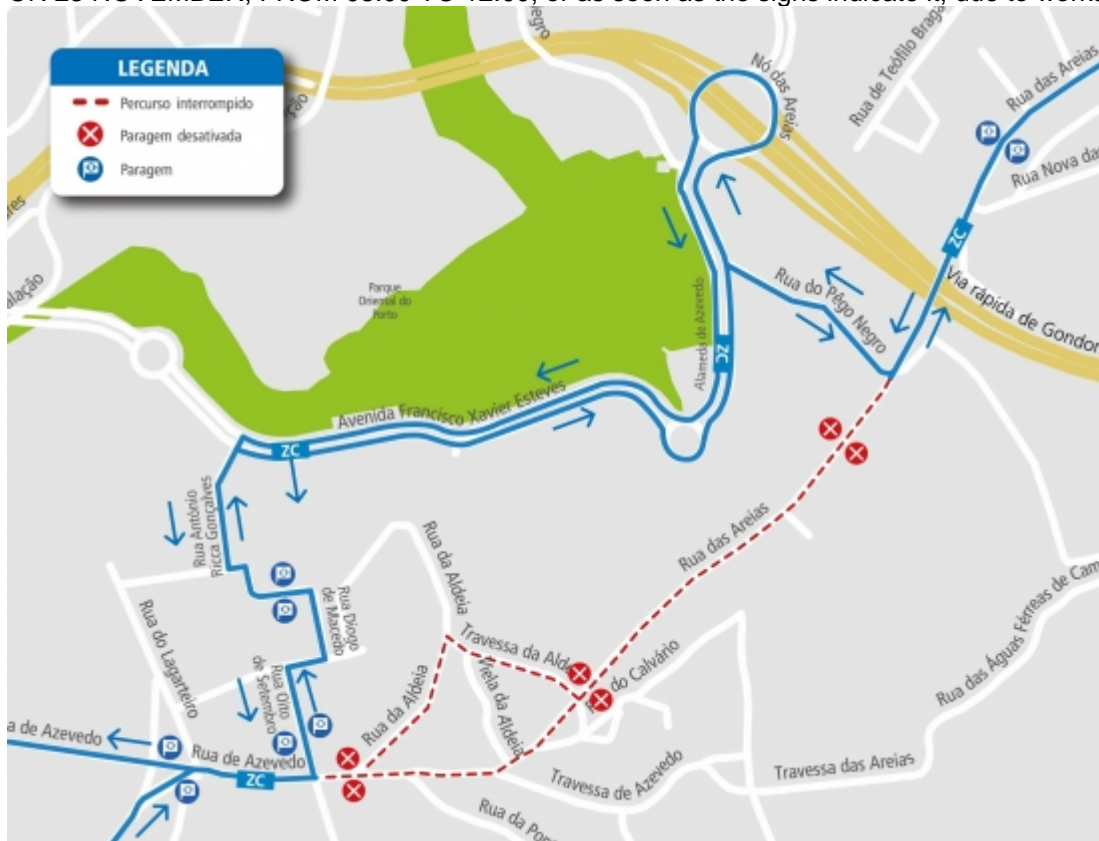 LEGENDA
Percurso interrompido
Paragem desativada
Paragem
Nó das Areias
Rua de Teófilo Braga
Rua das Areias
Rua Nova das
ZC
Via rápida de Gondor
Parque
Oriental do
Porto
Alameda de Azevedo
ZC
Rua do Pêgo Negro
Avenida Francisco Xavier Esteves
ZC
Rua António
Ricca Gonçalves
Rua da Aldeia
Rua das Areias
Rua Diogo
de Macedo
Rua do Lagarteiro
Travessa da Alde
do Calvário
Rua Oito
de Setembro
Rua da Aldeia
Viela da Aldeia
Rua das Águas Férreas de Cam
a de Azevedo
Rua de Azevedo
ZC
Travessa de Azevedo
Travessa das Areias
Rua da Pon